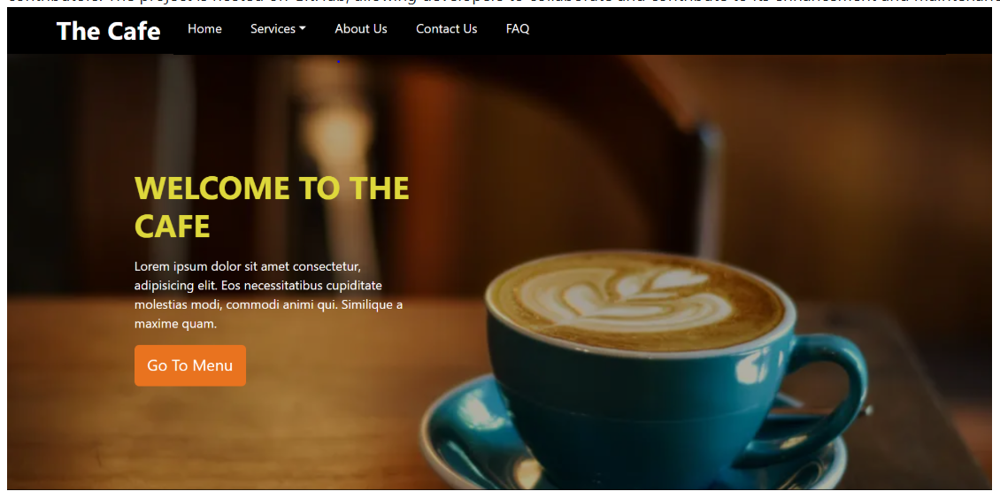 contributors. The project is hosted on GitHub, allowing developers to collaborate and contribute to its enhancement and
The Cafe Home Services About Us Contact Us FAQ
WELCOME TO THE
CAFE
Lorem ipsum dolor sit amet consectetur,
adipisicing elit. Eos necessitatibus cupiditate
molestias modi, commodi animi qui. Similique a
maxime quam.
Go To Menu